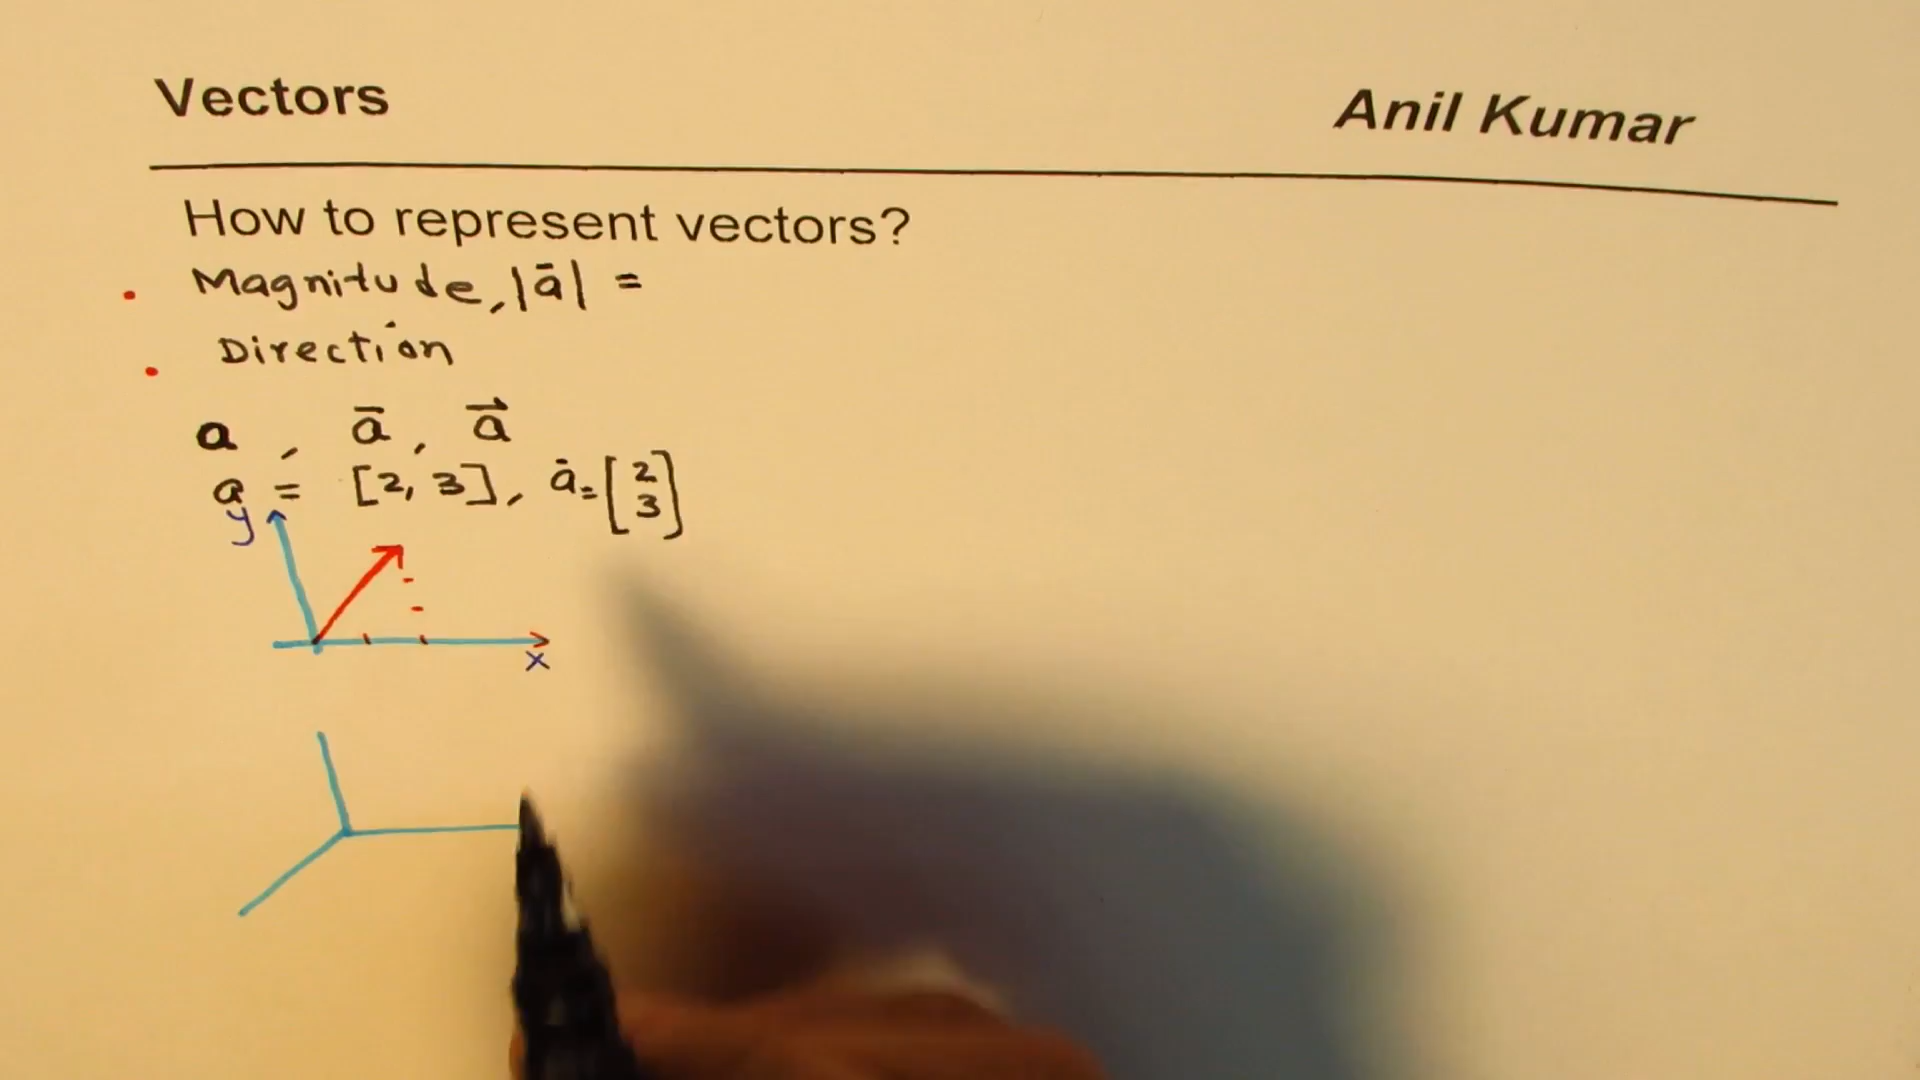 Vectors
Anil Kumar
How to represent vectors?
Magnitude, |a̅| =
Direction
a , a̅ , a⃗
a = [2, 3], a̅ = [2 3]
y
x